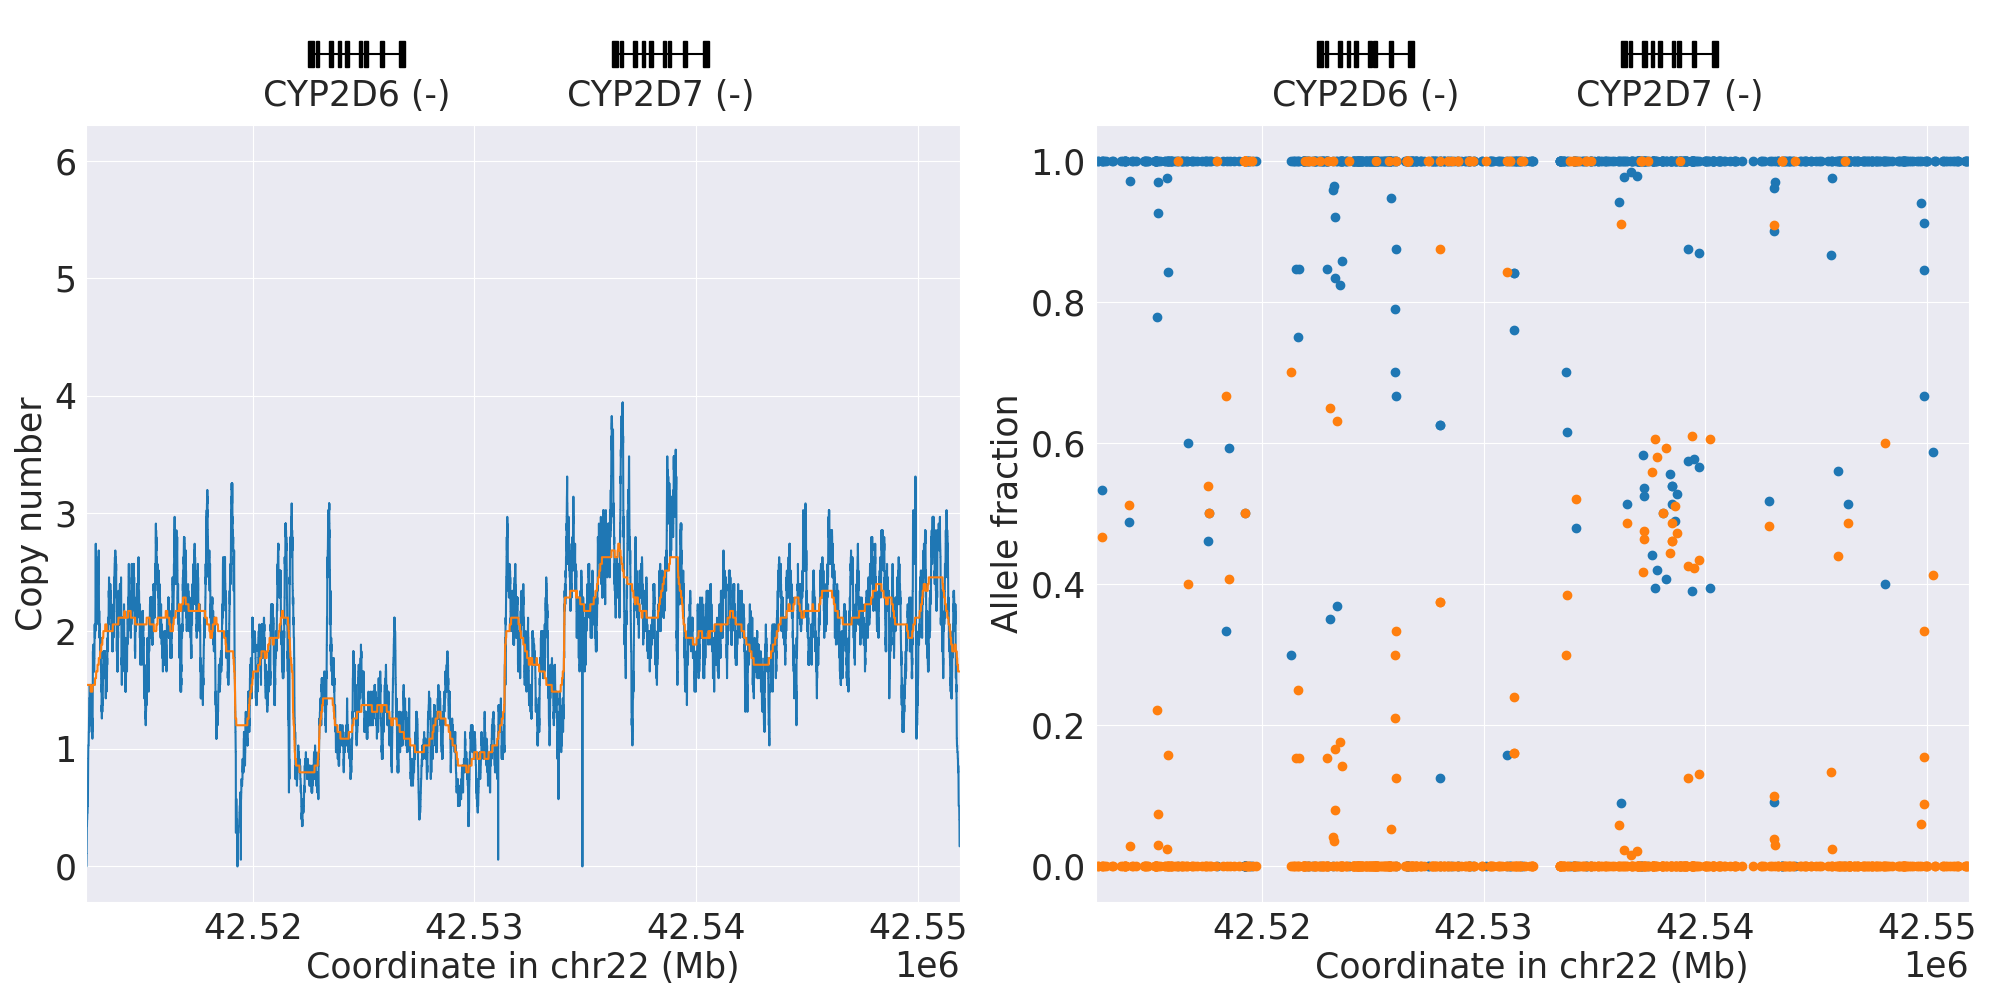 CYP2D6 (-) CYP2D7 (-)
6
5
4
3
2
1
0
Copy number
42.52 42.53 42.54 42.55
Coordinate in chr22 (Mb)
1e6
CYP2D6 (-) CYP2D7 (-)
1.0
0.8
0.6
0.4
0.2
0.0
Allele fraction
42.52 42.53 42.54 42.55
Coordinate in chr22 (Mb)
1e6